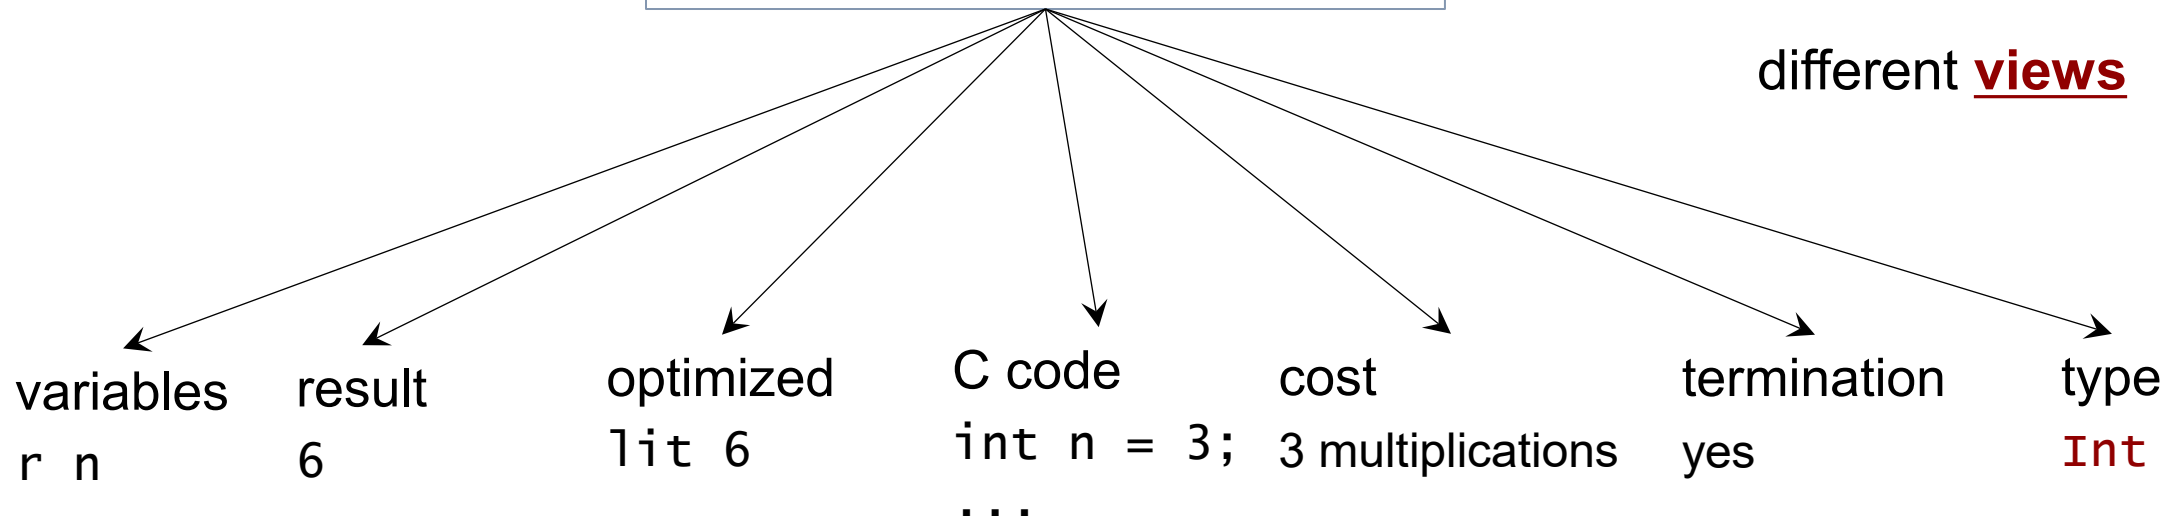 different views
variables result optimized C code cost termination type
r n 6 lit 6 int n = 3; 3 multiplications yes Int
...